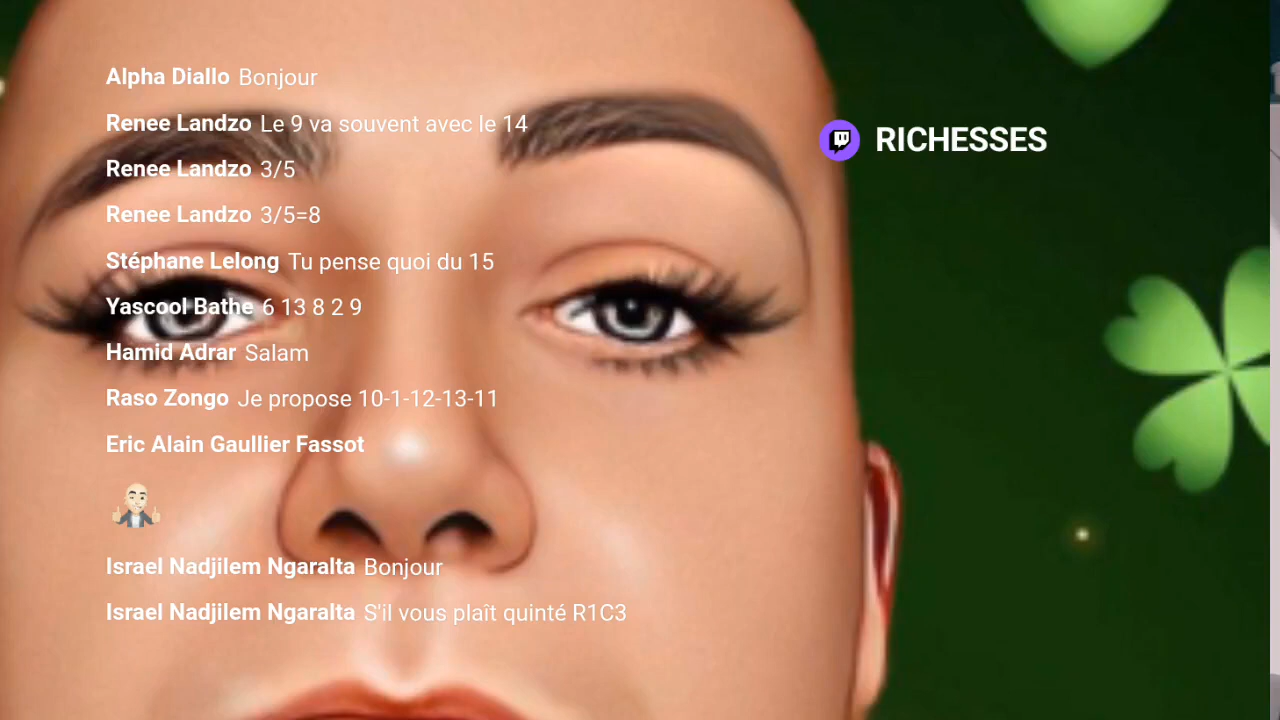 Alpha Diallo Bonjour
Renee Landzo Le 9 va souvent avec le 14
RICHESSES
Renee Landzo 3/5
Renee Landzo 3/5=8
Stéphane Lelong Tu pense quoi du 15
Yascool Bathe 6 13 8 2 9
Hamid Adrar Salam
Raso Zongo Je propose 10-1-12-13-11
Eric Alain Gaullier Fassot
Israel Nadjilem Ngaralta Bonjour
Israel Nadjilem Ngaralta S'il vous plaît quinté R1C3